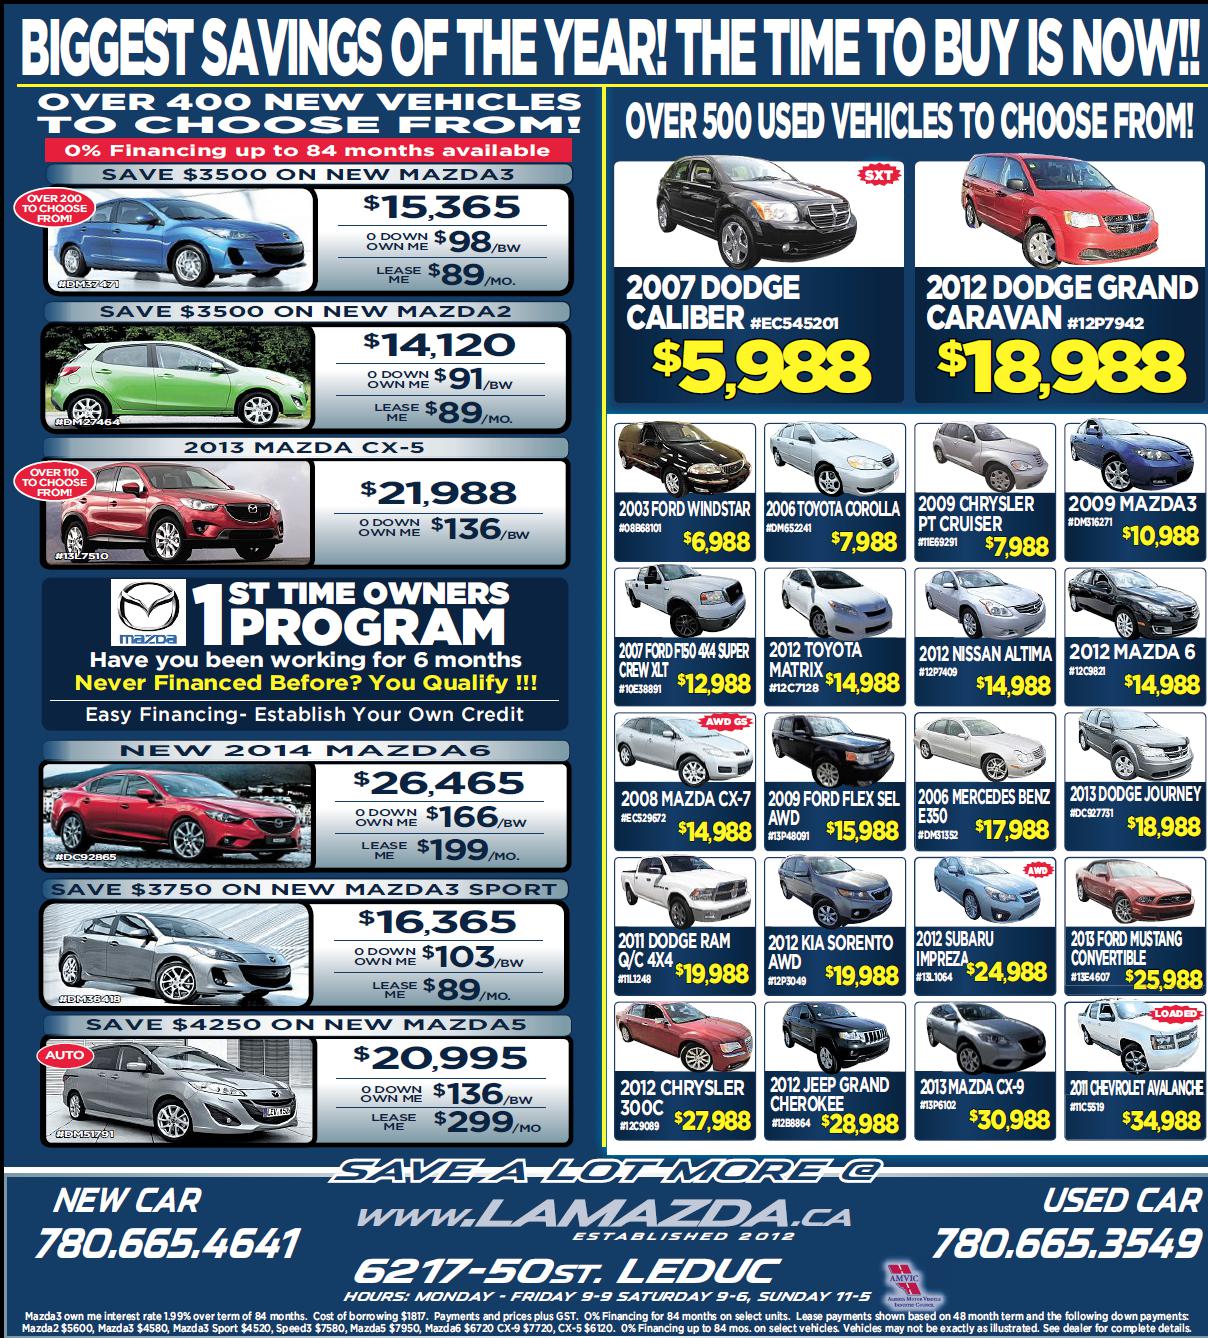 BIGGEST SAVINGS OF THE YEAR! THE TIME TO BUY IS NOW!!
OVER 400 NEW VEHICLES
TO CHOOSE FROM!
0% Financing up to 84 months available
SAVE $3500 ON NEW MAZDA3
OVER 200
TO CHOOSE
FROM!
#DM37471
$15,365
0 DOWN
OWN ME $98/BW
LEASE
ME $89/MO.
SAVE $3500 ON NEW MAZDA2
#DM27464
$14,120
0 DOWN
OWN ME $91/BW
LEASE
ME $89/MO.
2013 MAZDA CX-5
OVER 110
TO CHOOSE
FROM!
#13L7510
$21,988
0 DOWN
OWN ME $136/BW
mazda
1ST TIME OWNERS
PROGRAM
Have you been working for 6 months
Never Financed Before? You Qualify !!!
Easy Financing- Establish Your Own Credit
NEW 2014 MAZDA6
#DC92865
$26,465
0 DOWN
OWN ME $166/BW
LEASE
ME $199/MO.
SAVE $3750 ON NEW MAZDA3 SPORT
#DM36418
$16,365
0 DOWN
OWN ME $103/BW
LEASE
ME $89/MO.
SAVE $4250 ON NEW MAZDA5
AUTO
#DM51791
$20,995
0 DOWN
OWN ME $136/BW
LEASE
ME $299/MO
OVER 500 USED VEHICLES TO CHOOSE FROM!
SXT
2007 DODGE
CALIBER #EC545201
$5,988
2012 DODGE GRAND
CARAVAN #12P7942
$18,988
2003 FORD WINDSTAR
#08B68101
$6,988
2006 TOYOTA COROLLA
#DM652241
$7,988
2009 CHRYSLER
PT CRUISER
#11E69291
$7,988
2009 MAZDA3
#DM316271
$10,988
2007 FORD F150 4X4 SUPER
CREW XLT
#10E38891
$12,988
2012 TOYOTA
MATRIX
#12C7128
$14,988
2012 NISSAN ALTIMA
#12P7409
$14,988
2012 MAZDA 6
#12C9821
$14,988
AWD GS
2008 MAZDA CX-7
#EC529672
$14,988
2009 FORD FLEX SEL
AWD
#13P48091
$15,988
2006 MERCEDES BENZ
E350
#DM31352
$17,988
2013 DODGE JOURNEY
#DC927731
$18,988
2011 DODGE RAM
Q/C 4X4
#11L1248
$19,988
2012 KIA SORENTO
AWD
#12P3049
$19,988
AWD
2012 SUBARU
IMPREZA
#13L1064
$24,988
2013 FORD MUSTANG
CONVERTIBLE
#13E4607
$25,988
2012 CHRYSLER
300C
#12C9089
$27,988
2012 JEEP GRAND
CHEROKEE
#12B8864
$28,988
2013 MAZDA CX-9
#13P6102
$30,988
LOADED
2011 CHEVROLET AVALANCHE
#11C5519
$34,988
SAVE A LOT MORE @
NEW CAR
780.665.4641
WWW.LAMAZDA.CA
ESTABLISHED 2012
USED CAR
780.665.3549
6217-50ST. LEDUC
HOURS: MONDAY - FRIDAY 9-9 SATURDAY 9-6, SUNDAY 11-5
AMVIC
ALBERTA MOTOR VEHICLE
INDUSTRY COUNCIL
Mazda3 own me interest rate 1.99% over term of 84 months. Cost of borrowing $1817. Payments and prices plus GST. 0% Financing for 84 months on select units. Lease payments shown based on 48 month term and the following down payments:
Mazda2 $5600, Mazda3 $4580, Mazda3 Sport $4520, Speed3 $7580, Mazda5 $7950, Mazda6 $6720 CX-9 $7720, CX-5 $6120. 0% Financing up to 84 mos. on select vehicles. Vehicles may not be exactly as illustrated. See dealer for complete details.